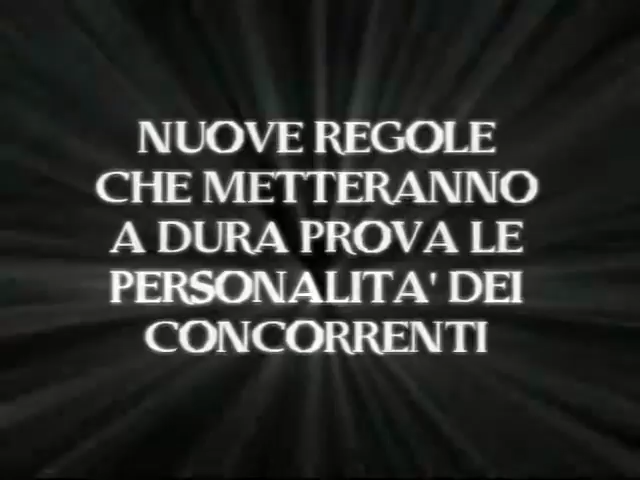 NUOVE REGOLE
CHE METTERANNO
A DURA PROVA LE
PERSONALITA' DEI
CONCORRENTI